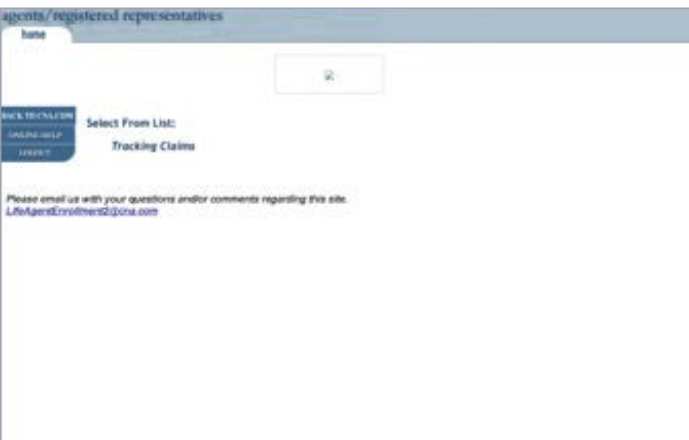 agents/registered representatives
home
BACK TO CNA.COM
ONLINE HELP
LOGOUT
Select From List:
Tracking Claims
Please email us with your questions and/or comments regarding this site.
LifeAgentEnrollment2@cna.com